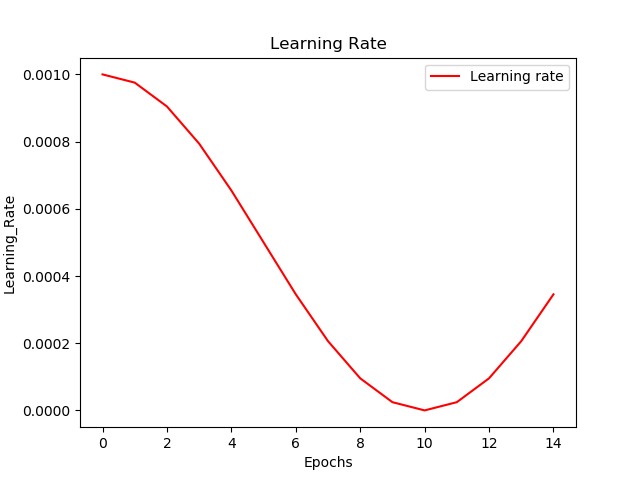 Learning Rate
Learning rate
0.0010
0.0008
0.0006
0.0004
0.0002
0.0000
Learning_Rate
0 2 4 6 8 10 12 14
Epochs